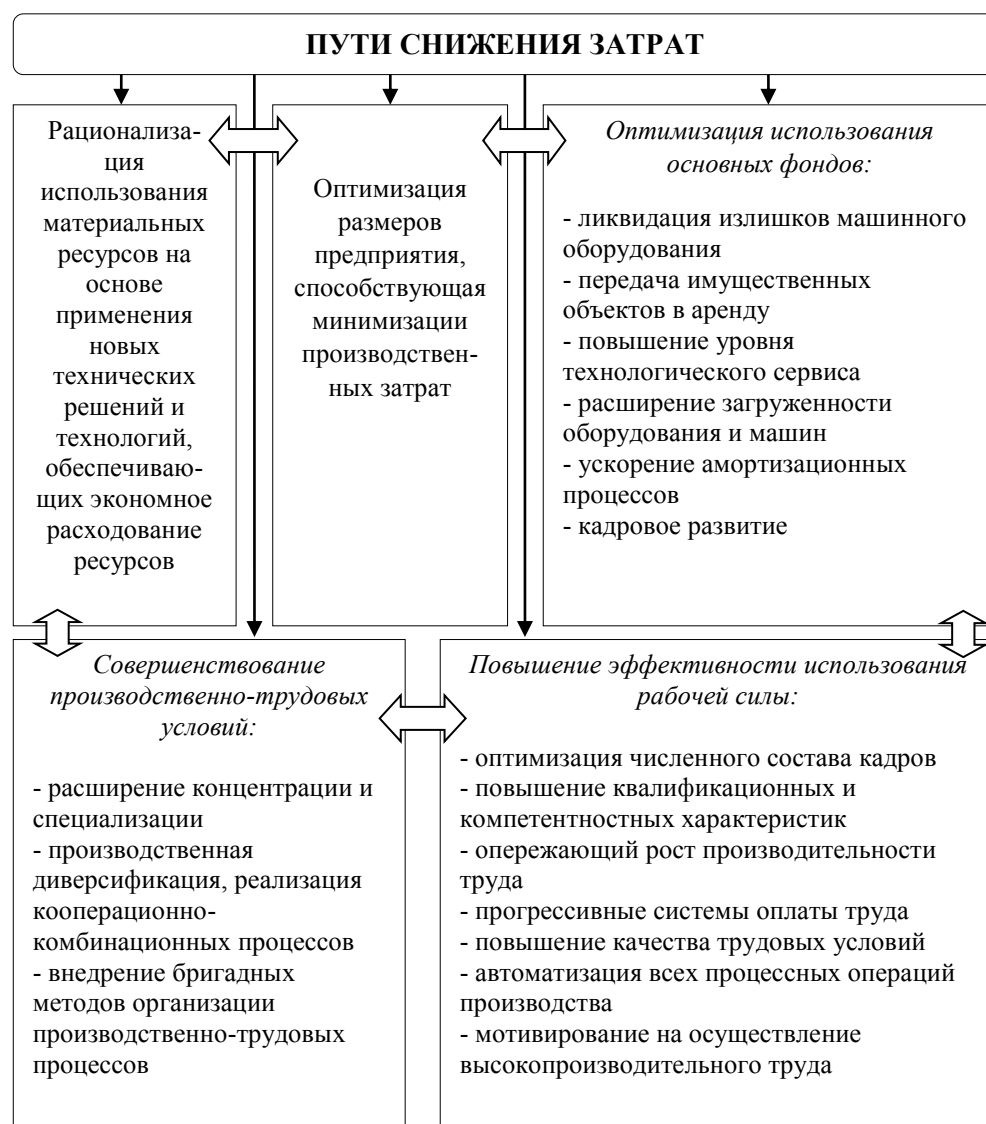 ПУТИ СНИЖЕНИЯ ЗАТРАТ
Рационализа-
ция
использования
материальных
ресурсов на
основе
применения
новых
технических
решений и
технологий,
обеспечиваю-
щих экономное
расходование
ресурсов
Оптимизация
размеров
предприятия,
способствующая
минимизации
производствен-
ных затрат
Оптимизация использования
основных фондов:
- ликвидация излишков машинного
оборудования
- передача имущественных
объектов в аренду
- повышение уровня
технологического сервиса
- расширение загруженности
оборудования и машин
- ускорение амортизационных
процессов
- кадровое развитие
Совершенствование
производственно-трудовых
условий:
- расширение концентрации и
специализации
- производственная
диверсификация, реализация
кооперационно-
комбинационных процессов
- внедрение бригадных
методов организации
производственно-трудовых
процессов
Повышение эффективности использования
рабочей силы:
- оптимизация численного состава кадров
- повышение квалификационных и
компетентностных характеристик
- опережающий рост производительности
труда
- прогрессивные системы оплаты труда
- повышение качества трудовых условий
- автоматизация всех процессных операций
производства
- мотивирование на осуществление
высокопроизводительного труда